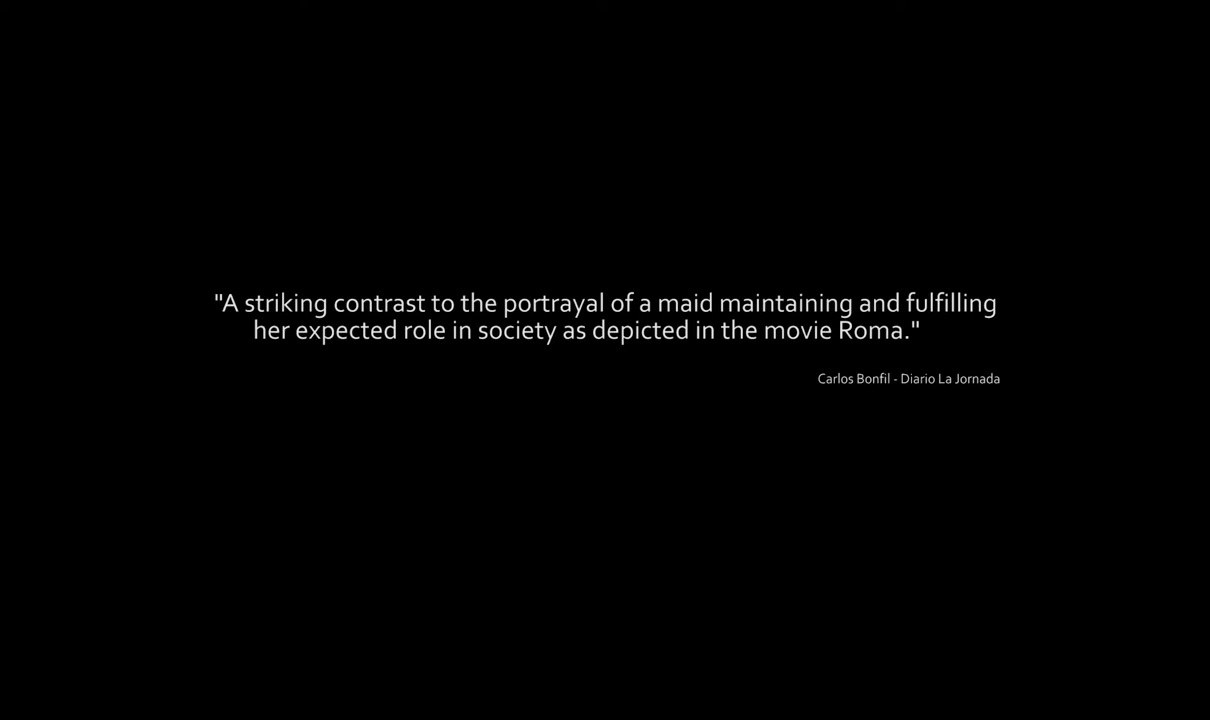 "A striking contrast to the portrayal of a maid maintaining and fulfilling
her expected role in society as depicted in the movie Roma."
Carlos Bonfil - Diario La Jornada